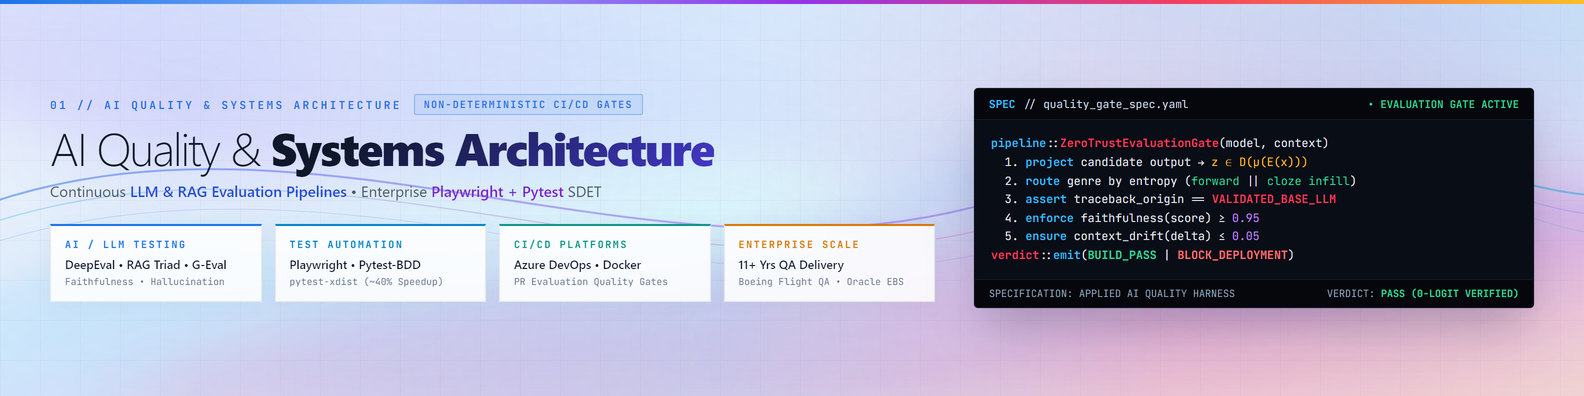 01 // AI QUALITY & SYSTEMS ARCHITECTURE NON-DETERMINISTIC CI/CD GATES
AI Quality & Systems Architecture
Continuous LLM & RAG Evaluation Pipelines • Enterprise Playwright + Pytest SDET
AI / LLM TESTING
DeepEval • RAG Triad • G-Eval
Faithfulness • Hallucination
TEST AUTOMATION
Playwright • Pytest-BDD
pytest-xdist (~40% Speedup)
CI/CD PLATFORMS
Azure DevOps • Docker
PR Evaluation Quality Gates
ENTERPRISE SCALE
11+ Yrs QA Delivery
Boeing Flight QA • Oracle EBS
SPEC // quality_gate_spec.yaml • EVALUATION GATE ACTIVE
pipeline::ZeroTrustEvaluationGate(model, context)
1. project candidate output → z ∈ D(μ(E(x)))
2. route genre by entropy (forward || cloze infill)
3. assert traceback_origin == VALIDATED_BASE_LLM
4. enforce faithfulness(score) ≥ 0.95
5. ensure context_drift(delta) ≤ 0.05
verdict::emit(BUILD_PASS | BLOCK_DEPLOYMENT)
SPECIFICATION: APPLIED AI QUALITY HARNESS VERDICT: PASS (0-LOGIT VERIFIED)